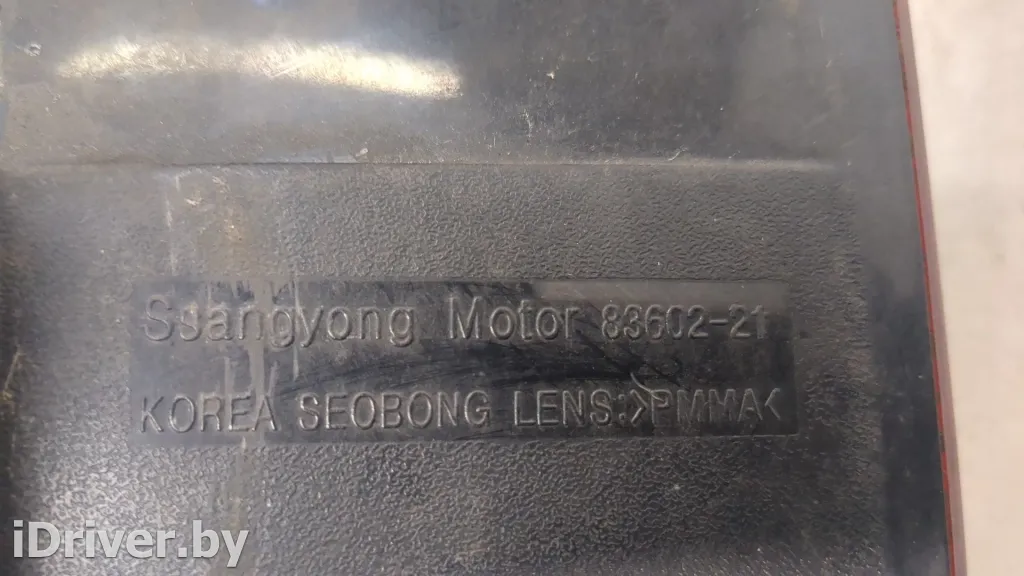 Ssangyong Motor 83602-21
KOREA SEOBONG LENS:>PMMA<
iDriver.by